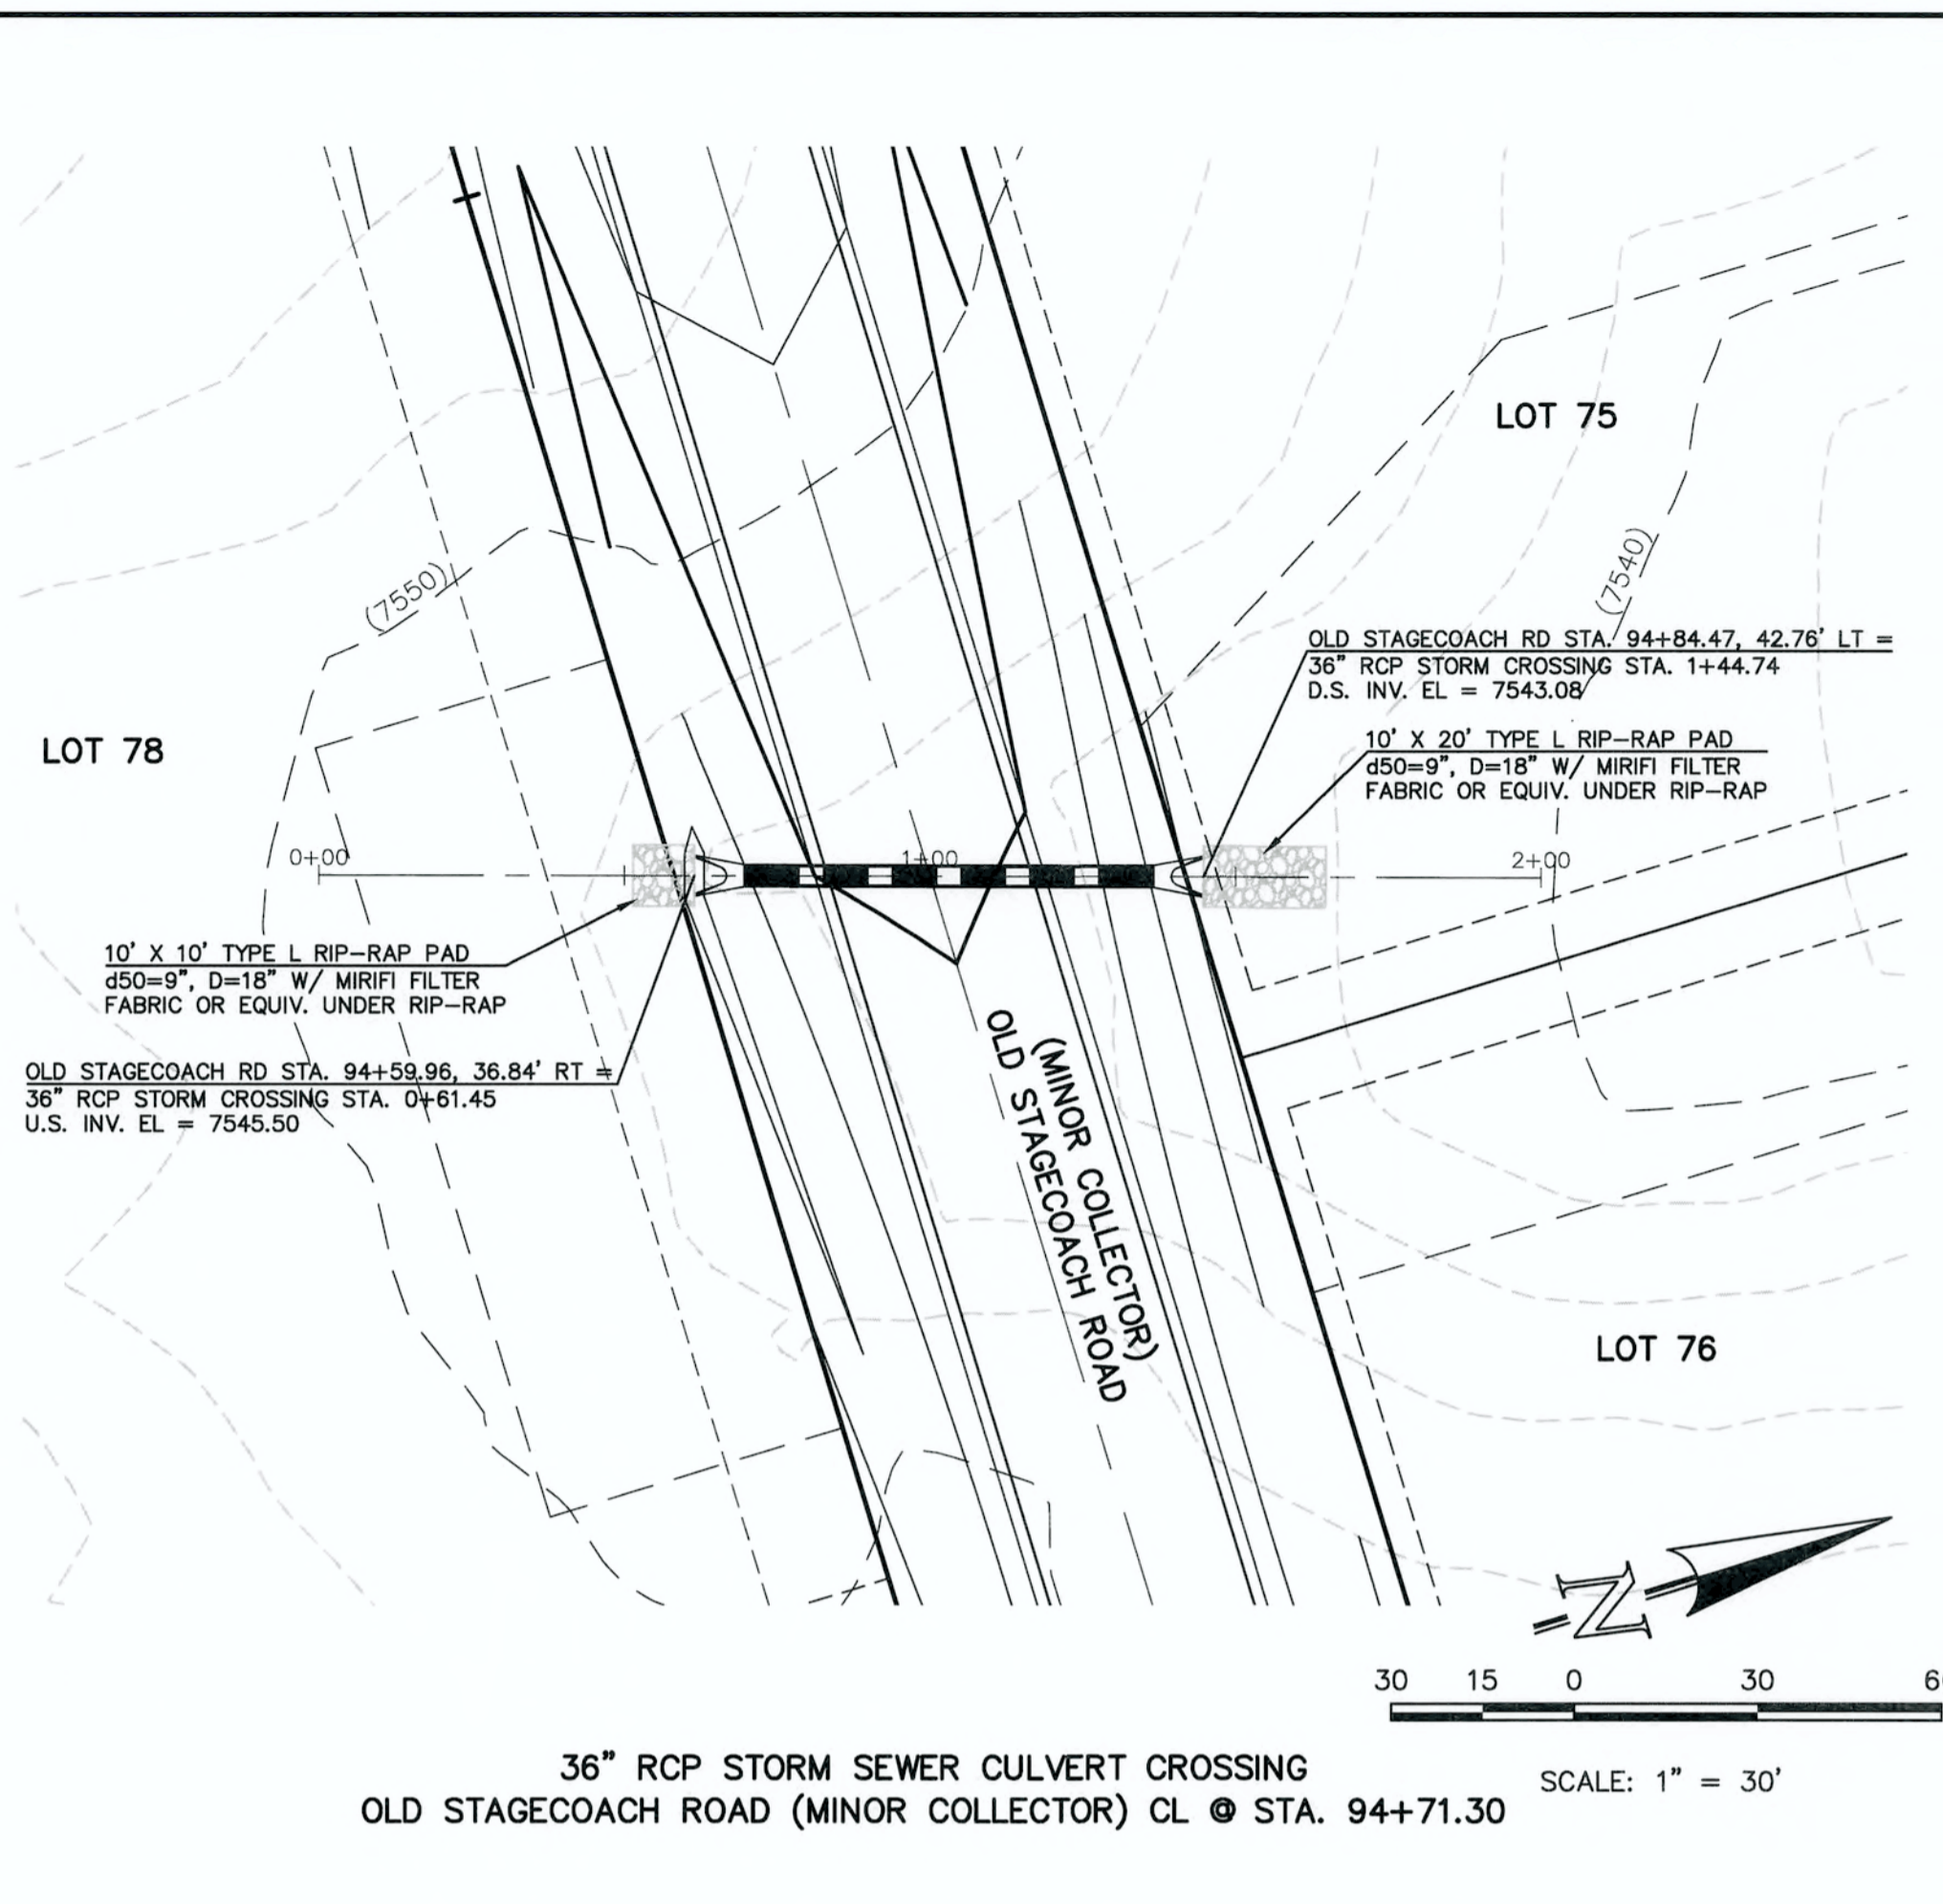 LOT 75
(7540)
(7550)
OLD STAGECOACH RD STA. 94+84.47, 42.76' LT =
36" RCP STORM CROSSING STA. 1+44.74
D.S. INV. EL = 7543.08
LOT 78
10' X 20' TYPE L RIP-RAP PAD
d50=9", D=18" W/ MIRIFI FILTER
FABRIC OR EQUIV. UNDER RIP-RAP
0+00
1+00
2+00
10' X 10' TYPE L RIP-RAP PAD
d50=9", D=18" W/ MIRIFI FILTER
FABRIC OR EQUIV. UNDER RIP-RAP
OLD STAGECOACH RD STA. 94+59.96, 36.84' RT =
36" RCP STORM CROSSING STA. 0+61.45
U.S. INV. EL = 7545.50
OLD STAGECOACH ROAD
(MINOR COLLECTOR)
LOT 76
N
30 15 0 30
SCALE: 1" = 30'
36" RCP STORM SEWER CULVERT CROSSING
OLD STAGECOACH ROAD (MINOR COLLECTOR) CL @ STA. 94+71.30